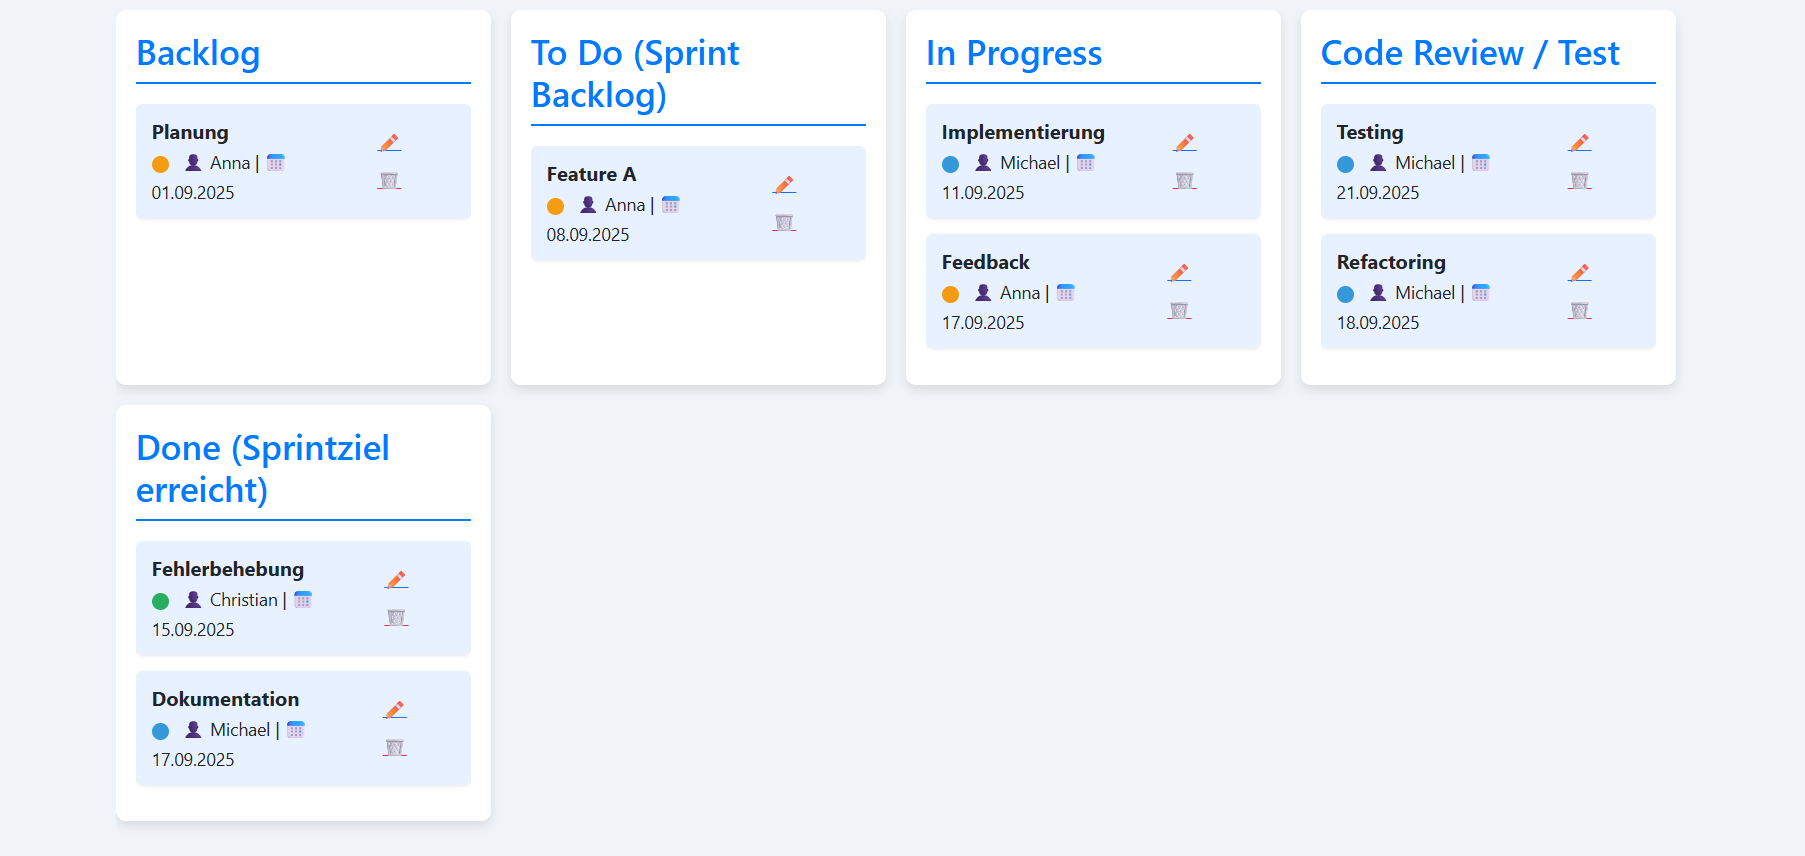 Backlog
Planung
Anna |
01.09.2025
To Do (Sprint
Backlog)
Feature A
Anna |
08.09.2025
In Progress
Implementierung
Michael |
11.09.2025
Feedback
Anna |
17.09.2025
Code Review / Test
Testing
Michael |
21.09.2025
Refactoring
Michael |
18.09.2025
Done (Sprintziel
erreicht)
Fehlerbehebung
Christian |
15.09.2025
Dokumentation
Michael |
17.09.2025